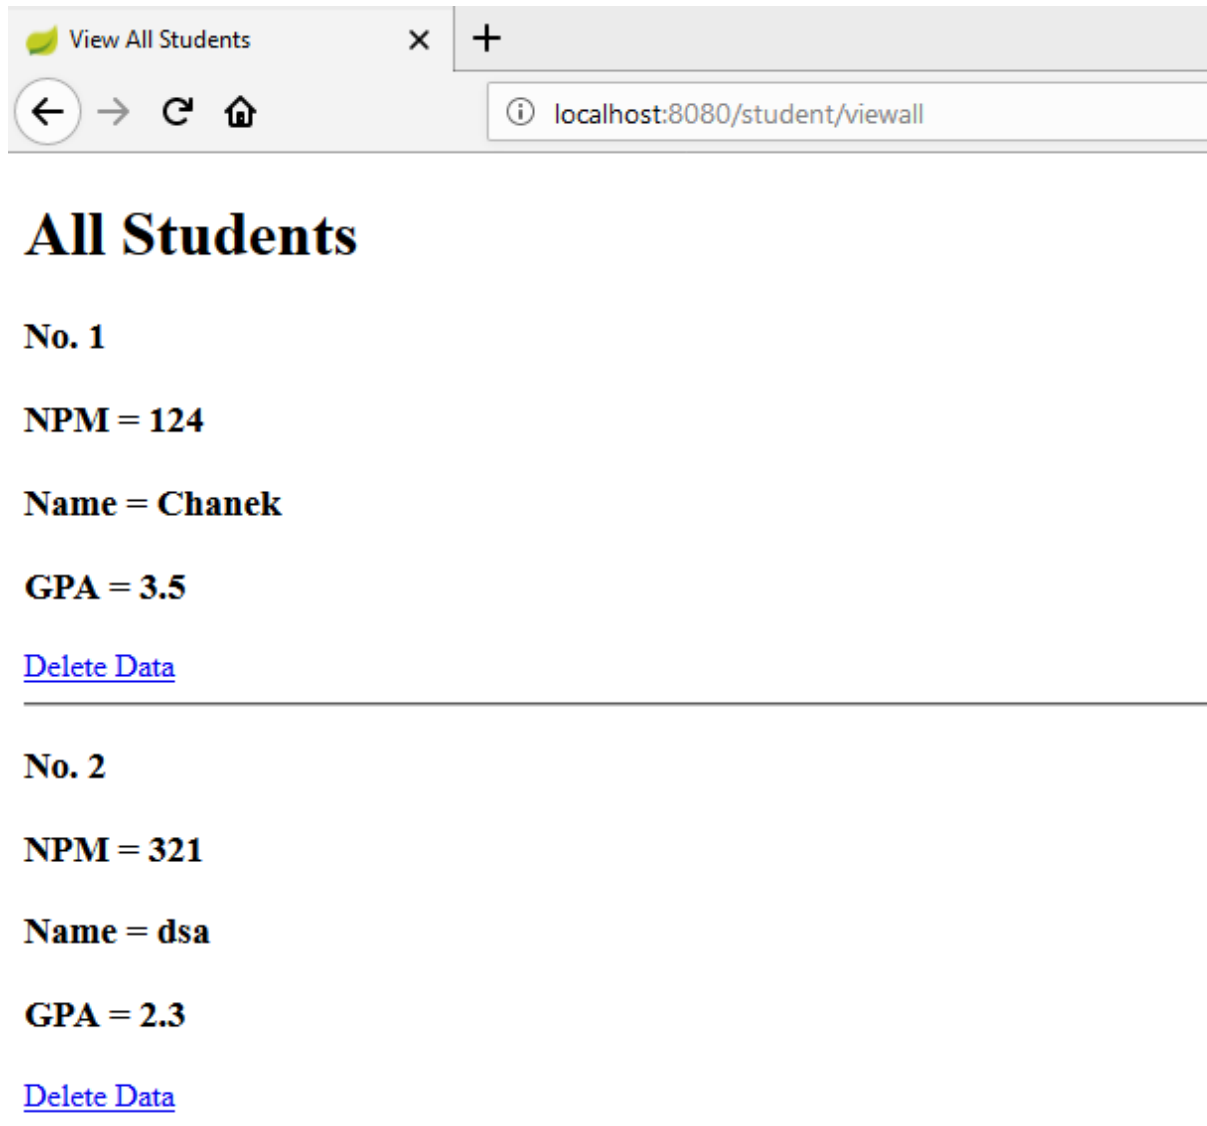 View All Students
localhost:8080/student/viewall
All Students
No. 1
NPM = 124
Name = Chanek
GPA = 3.5
Delete Data
No. 2
NPM = 321
Name = dsa
GPA = 2.3
Delete Data